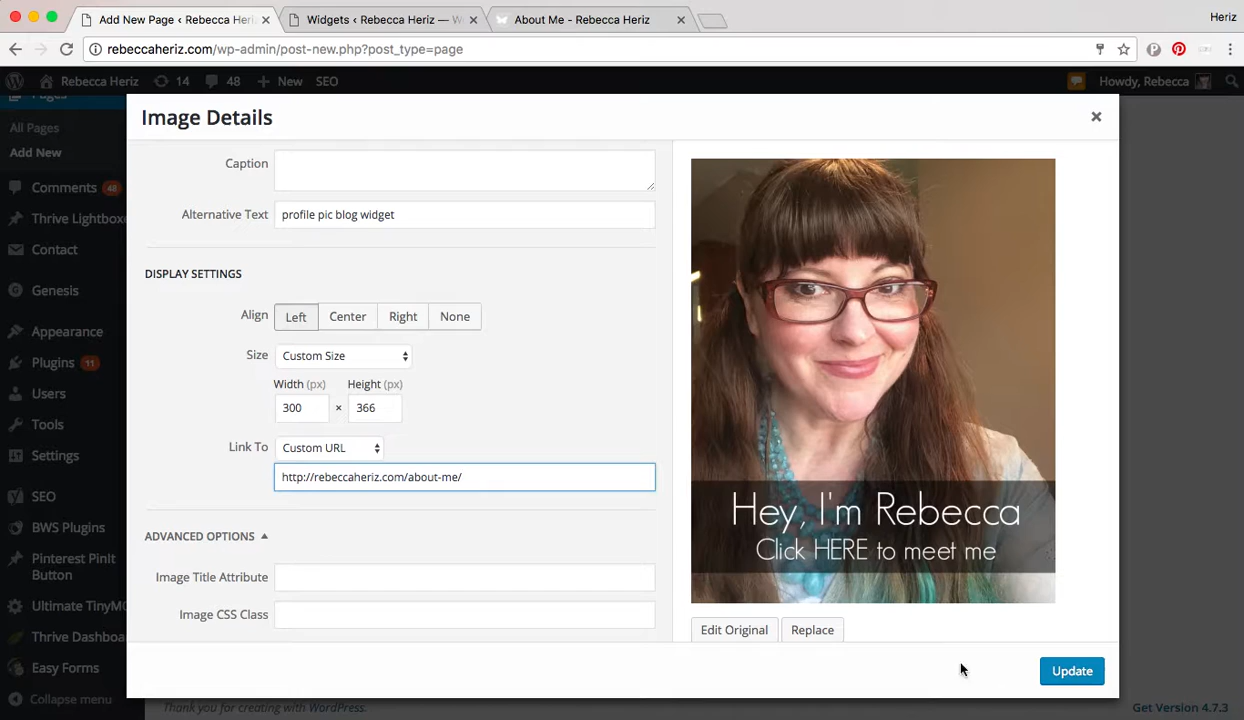 Add New Page ‹ Rebecca Heri
Widgets ‹ Rebecca Heriz — W
About Me - Rebecca Heriz
Heriz
rebeccaheriz.com/wp-admin/post-new.php?post_type=page
Rebecca Heriz
14
48
New
SEO
Howdy, Rebecca
Pages
All Pages
Add New
Comments 48
Thrive Lightbox
Contact
Genesis
Appearance
Plugins 11
Users
Tools
Settings
SEO
BWS Plugins
Pinterest PinIt
Button
Ultimate TinyMC
Thrive Dashboa
Easy Forms
Collapse menu
Image Details
Caption
Alternative Text
profile pic blog widget
DISPLAY SETTINGS
Align
Left
Center
Right
None
Size
Custom Size
Width (px)
Height (px)
300 × 366
Link To
Custom URL
http://rebeccaheriz.com/about-me/
ADVANCED OPTIONS
Image Title Attribute
Image CSS Class
Hey, I'm Rebecca
Click HERE to meet me
Edit Original
Replace
Update
Thank you for creating with WordPress.
Get Version 4.7.3